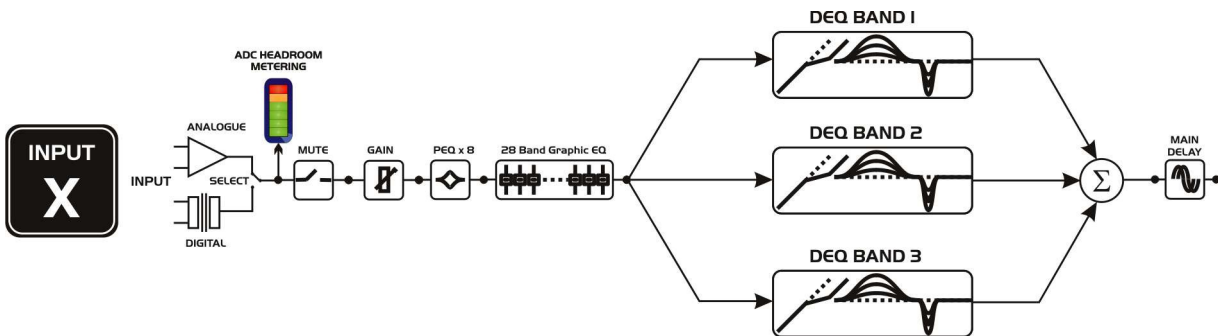 INPUT
X
ADC HEADROOM
METERING
ANALOGUE
INPUT
SELECT
DIGITAL
MUTE
GAIN
PEQ x 8
28 Band Graphic EQ
DEQ BAND 1
DEQ BAND 2
DEQ BAND 3
Σ
MAIN
DELAY